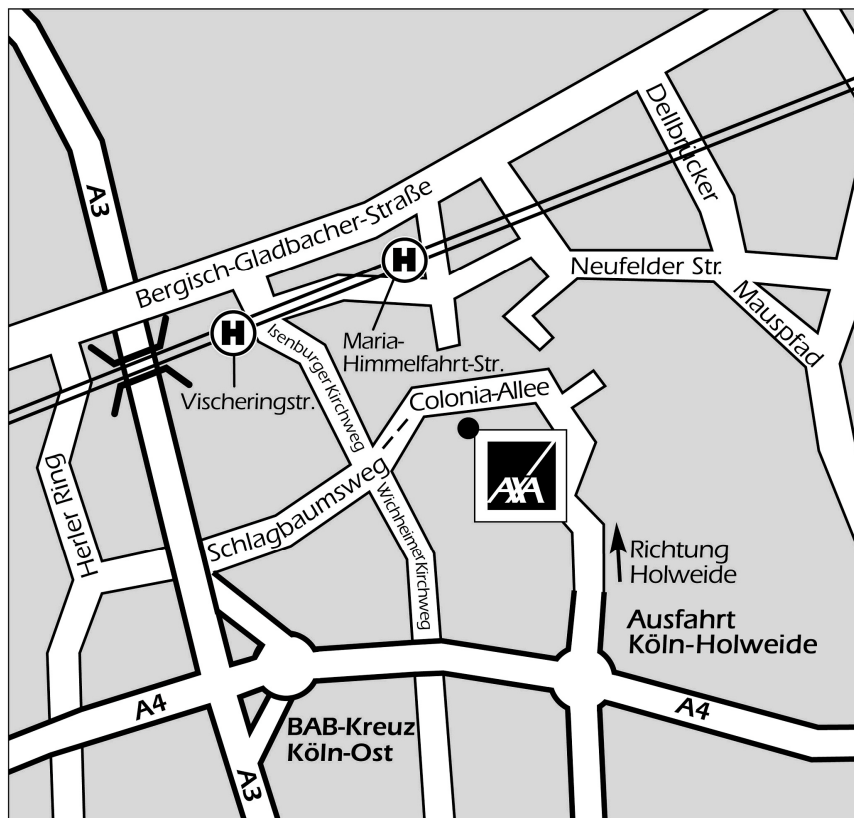 Dellbrücker
A3
Bergisch-Gladbacher-Straße
H
Neufelder Str.
H
Mauspfad
Maria-
Himmelfahrt-Str.
Isenburger Kirchweg
Vischeringstr.
Colonia-Allee
Herler Ring
Schlagbaumsweg
AXA
Wichheimer Kirchweg
Richtung
Holweide
Ausfahrt
Köln-Holweide
A4
A4
BAB-Kreuz
Köln-Ost
A3